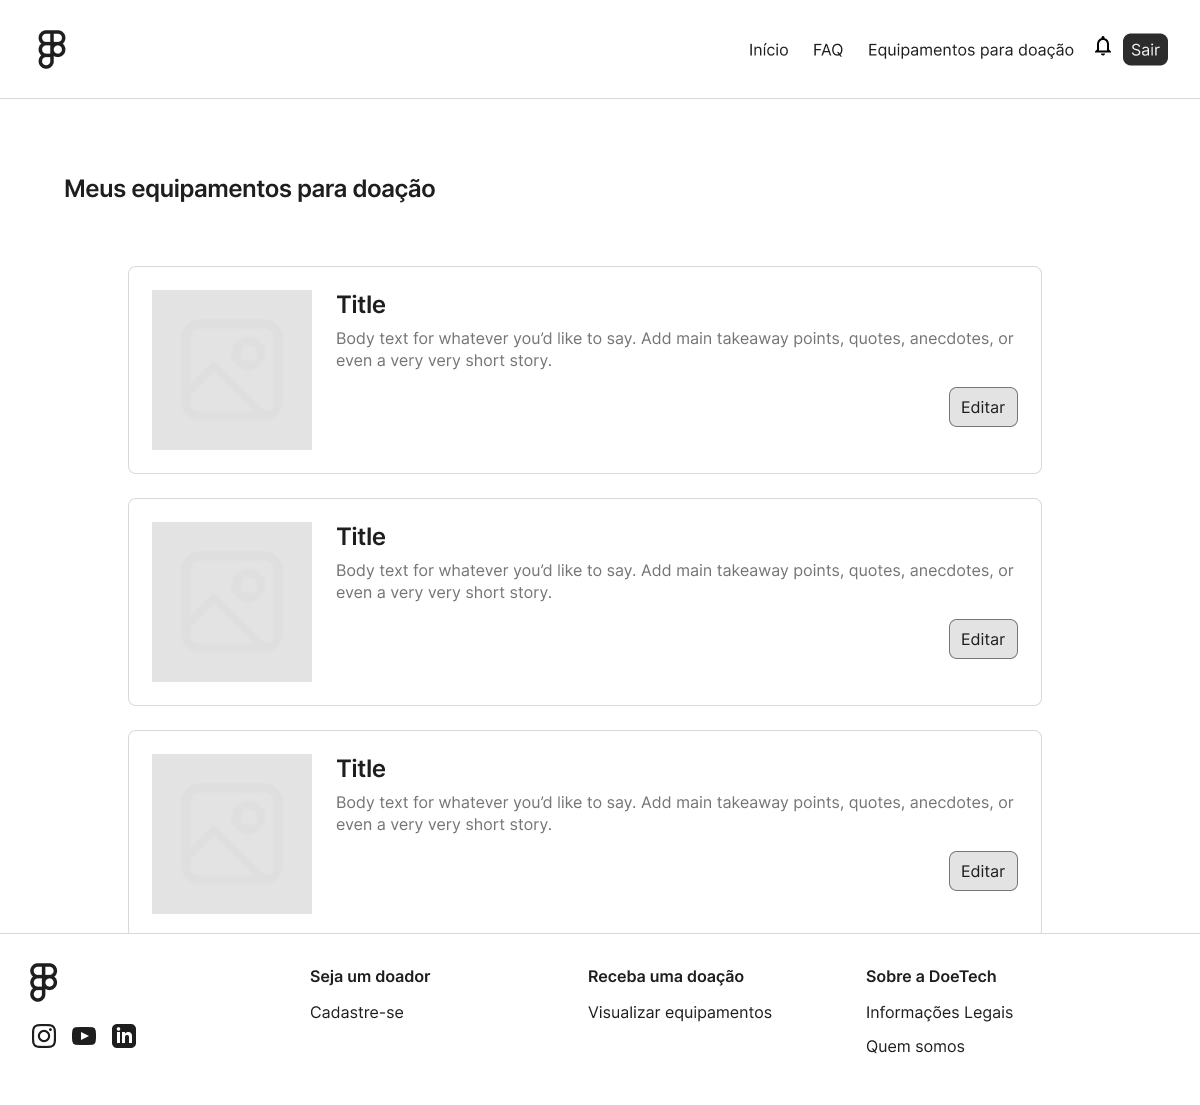 Início FAQ Equipamentos para doação Sair
Meus equipamentos para doação
Title
Body text for whatever you’d like to say. Add main takeaway points, quotes, anecdotes, or
even a very very short story.
Editar
Title
Body text for whatever you’d like to say. Add main takeaway points, quotes, anecdotes, or
even a very very short story.
Editar
Title
Body text for whatever you’d like to say. Add main takeaway points, quotes, anecdotes, or
even a very very short story.
Editar
Seja um doador
Cadastre-se
Receba uma doação
Visualizar equipamentos
Sobre a DoeTech
Informações Legais
Quem somos
in